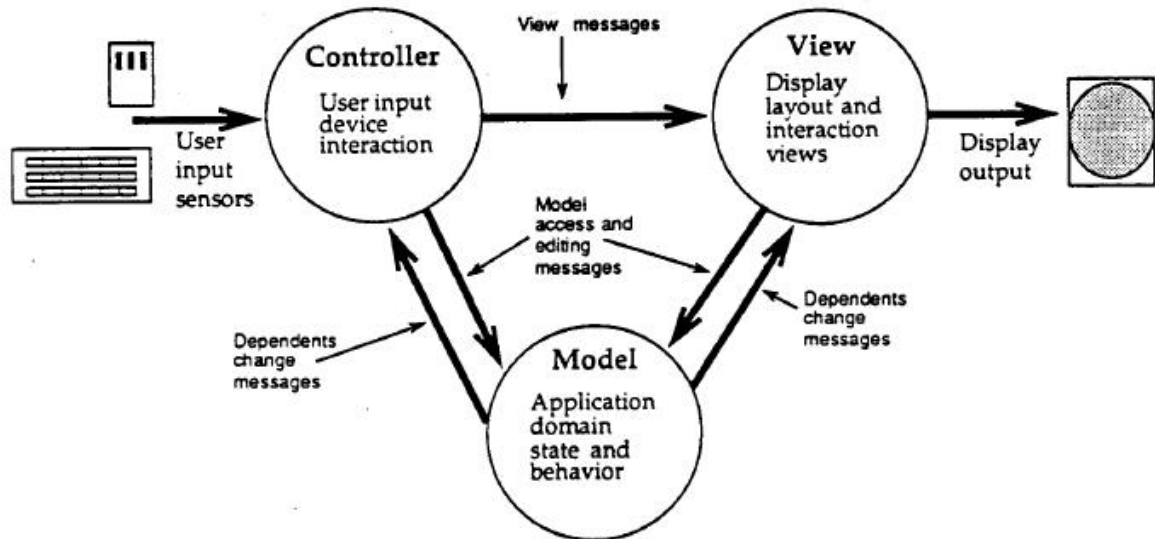 View messages
Controller
User input
device
interaction
View
Display
layout and
interaction
views
User
input
sensors
Display
output
Model
access and
editing
messages
Dependents
change
messages
Dependents
change
messages
Model
Application
domain
state and
behavior